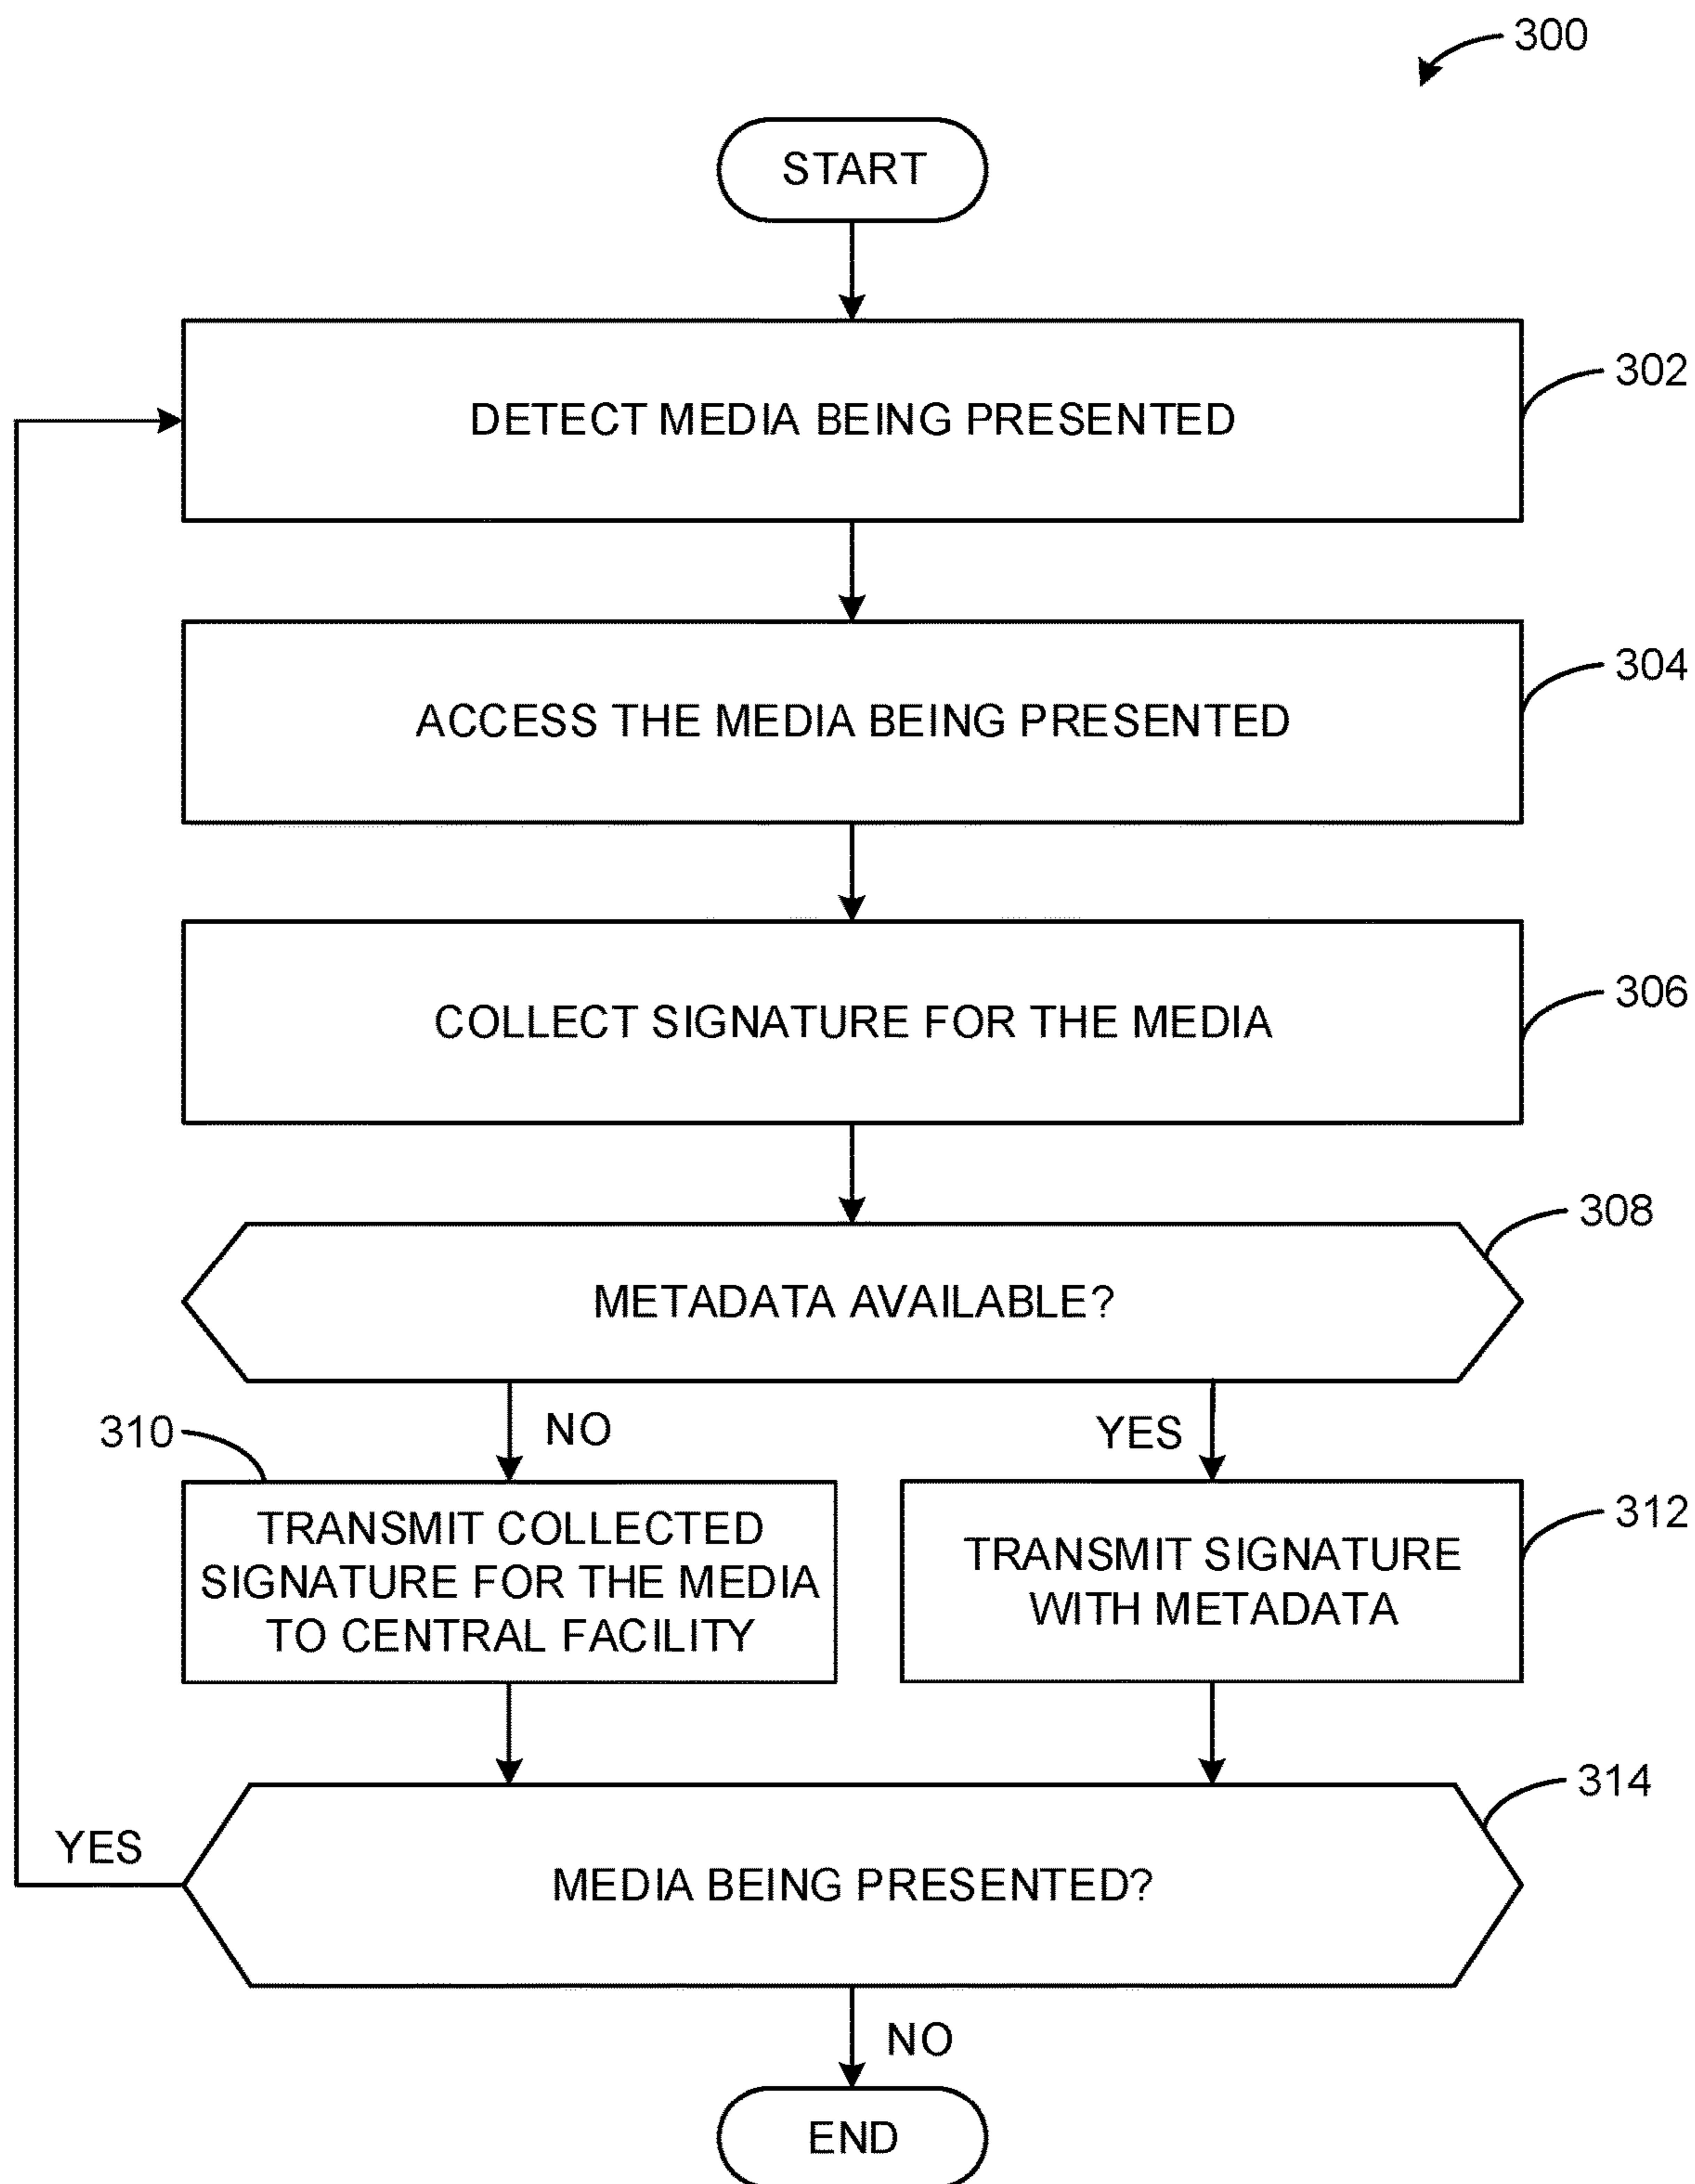 300
START
302
DETECT MEDIA BEING PRESENTED
304
ACCESS THE MEDIA BEING PRESENTED
306
COLLECT SIGNATURE FOR THE MEDIA
308
METADATA AVAILABLE?
310
NO
YES
TRANSMIT COLLECTED
SIGNATURE FOR THE MEDIA
TO CENTRAL FACILITY
312
TRANSMIT SIGNATURE
WITH METADATA
314
YES
MEDIA BEING PRESENTED?
NO
END